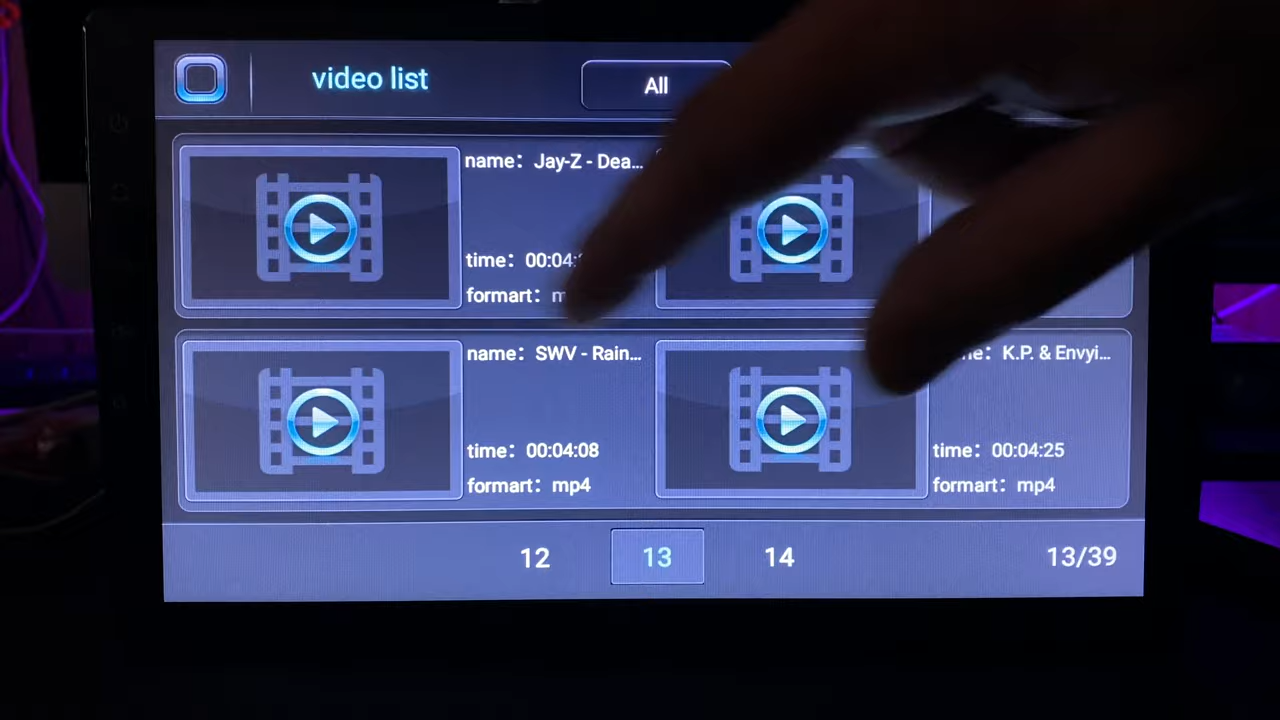 video list
All
name: Jay-Z - Dea...
time: 00:04:
formart:
name: SWV - Rain...
time: 00:04:08
formart: mp4
K.P. & Envyi...
time: 00:04:25
formart: mp4
12
13
14
13/39